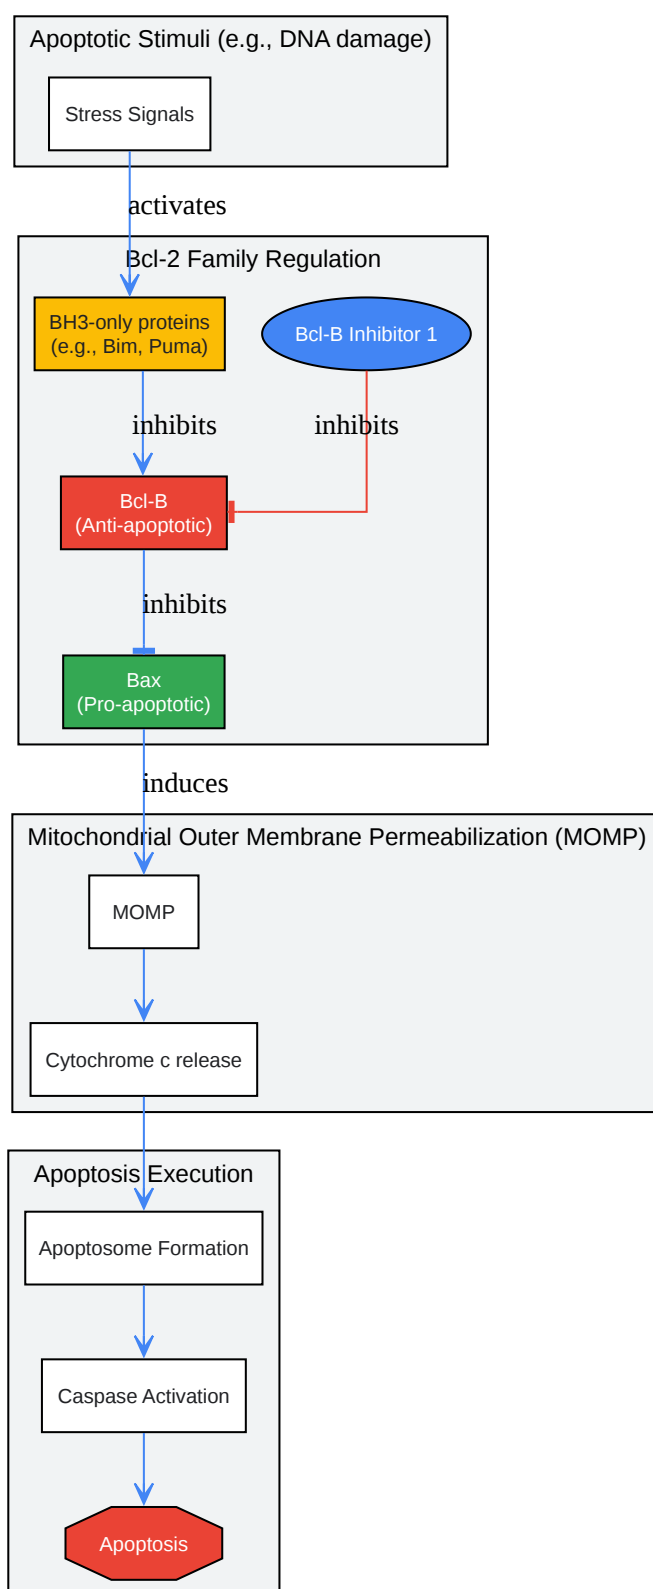 Apoptotic Stimuli (e.g., DNA damage)
Stress Signals
activates
Bcl-2 Family Regulation
BH3-only proteins
(e.g., Bim, Puma)
Bcl-B Inhibitor 1
inhibits
inhibits
Bcl-B
(Anti-apoptotic)
inhibits
Bax
(Pro-apoptotic)
induces
Mitochondrial Outer Membrane Permeabilization (MOMP)
MOMP
Cytochrome c release
Apoptosis Execution
Apoptosome Formation
Caspase Activation
Apoptosis